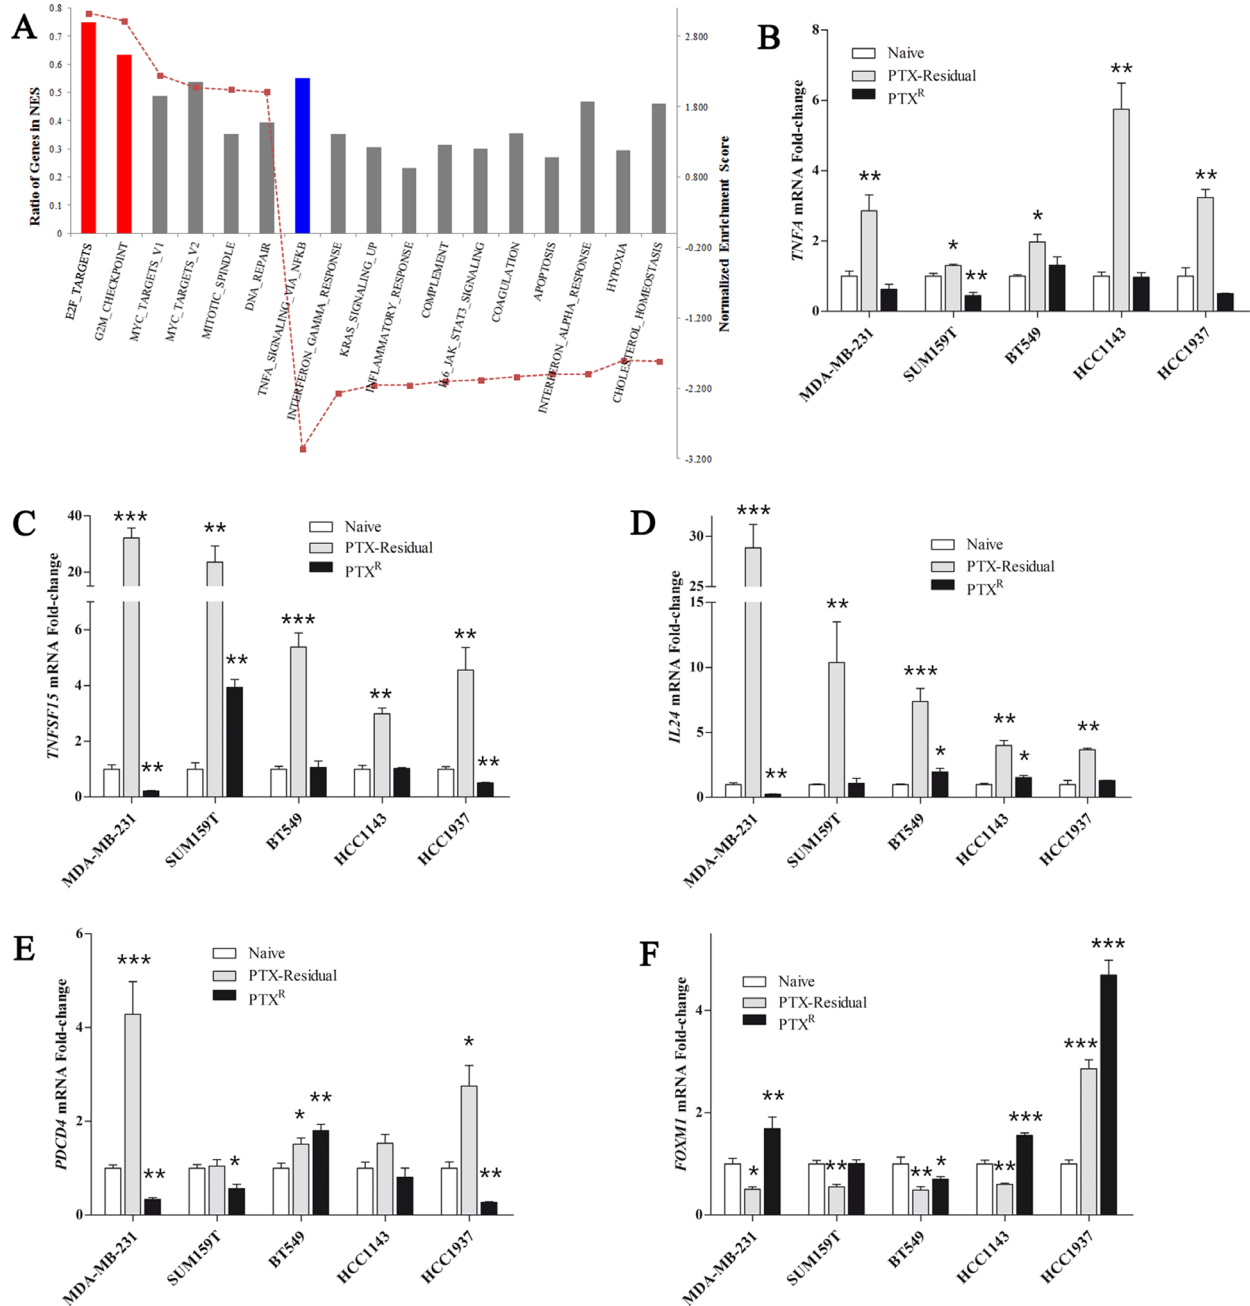 A
Ratio of Genes in NES
0.8
0.7
0.6
0.5
0.4
0.3
0.2
0.1
0
2.800
1.800
0.800
-0.200
-1.200
-2.200
-3.200
Normalized Enrichment Score
E2F_TARGETS
G2M_CHECKPOINT
MYC_TARGETS_V1
MYC_TARGETS_V2
MITOTIC_SPINDLE
DNA_REPAIR
TNFA_SIGNALING_VIA_NFKB
INTERFERON_GAMMA_RESPONSE
KRAS_SIGNALING_UP
INFLAMMATORY_RESPONSE
COMPLEMENT
IL6_JAK_STAT3_SIGNALING
COAGULATION
APOPTOSIS
INTERFERON_ALPHA_RESPONSE
HYPOXIA
CHOLESTEROL_HOMEOSTASIS
B
TNFA mRNA Fold-change
8
6
4
2
0
Naive
PTX-Residual
PTXR
**
*
**
*
**
**
MDA-MB-231
SUM159T
BT549
HCC1143
HCC1937
C
TNFSF15 mRNA Fold-change
40
20
6
4
2
0
Naive
PTX-Residual
PTXR
***
**
**
**
***
**
**
**
MDA-MB-231
SUM159T
BT549
HCC1143
HCC1937
D
IL24 mRNA Fold-change
30
25
15
10
5
0
Naive
PTX-Residual
PTXR
***
**
**
***
*
**
*
**
MDA-MB-231
SUM159T
BT549
HCC1143
HCC1937
E
PDCD4 mRNA Fold-change
6
4
2
0
Naive
PTX-Residual
PTXR
***
**
*
*
**
*
**
MDA-MB-231
SUM159T
BT549
HCC1143
HCC1937
F
FOXM1 mRNA Fold-change
4
2
0
Naive
PTX-Residual
PTXR
*
**
**
**
*
**
***
***
***
MDA-MB-231
SUM159T
BT549
HCC1143
HCC1937